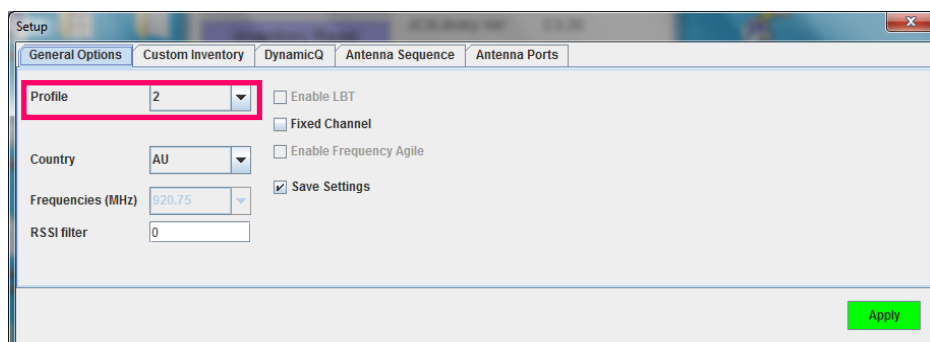 Setup
General Options Custom Inventory DynamicQ Antenna Sequence Antenna Ports
Profile 2 Enable LBT
Fixed Channel
Country AU Enable Frequency Agile
Frequencies (MHz) 920.75 Save Settings
RSSI filter 0
Apply